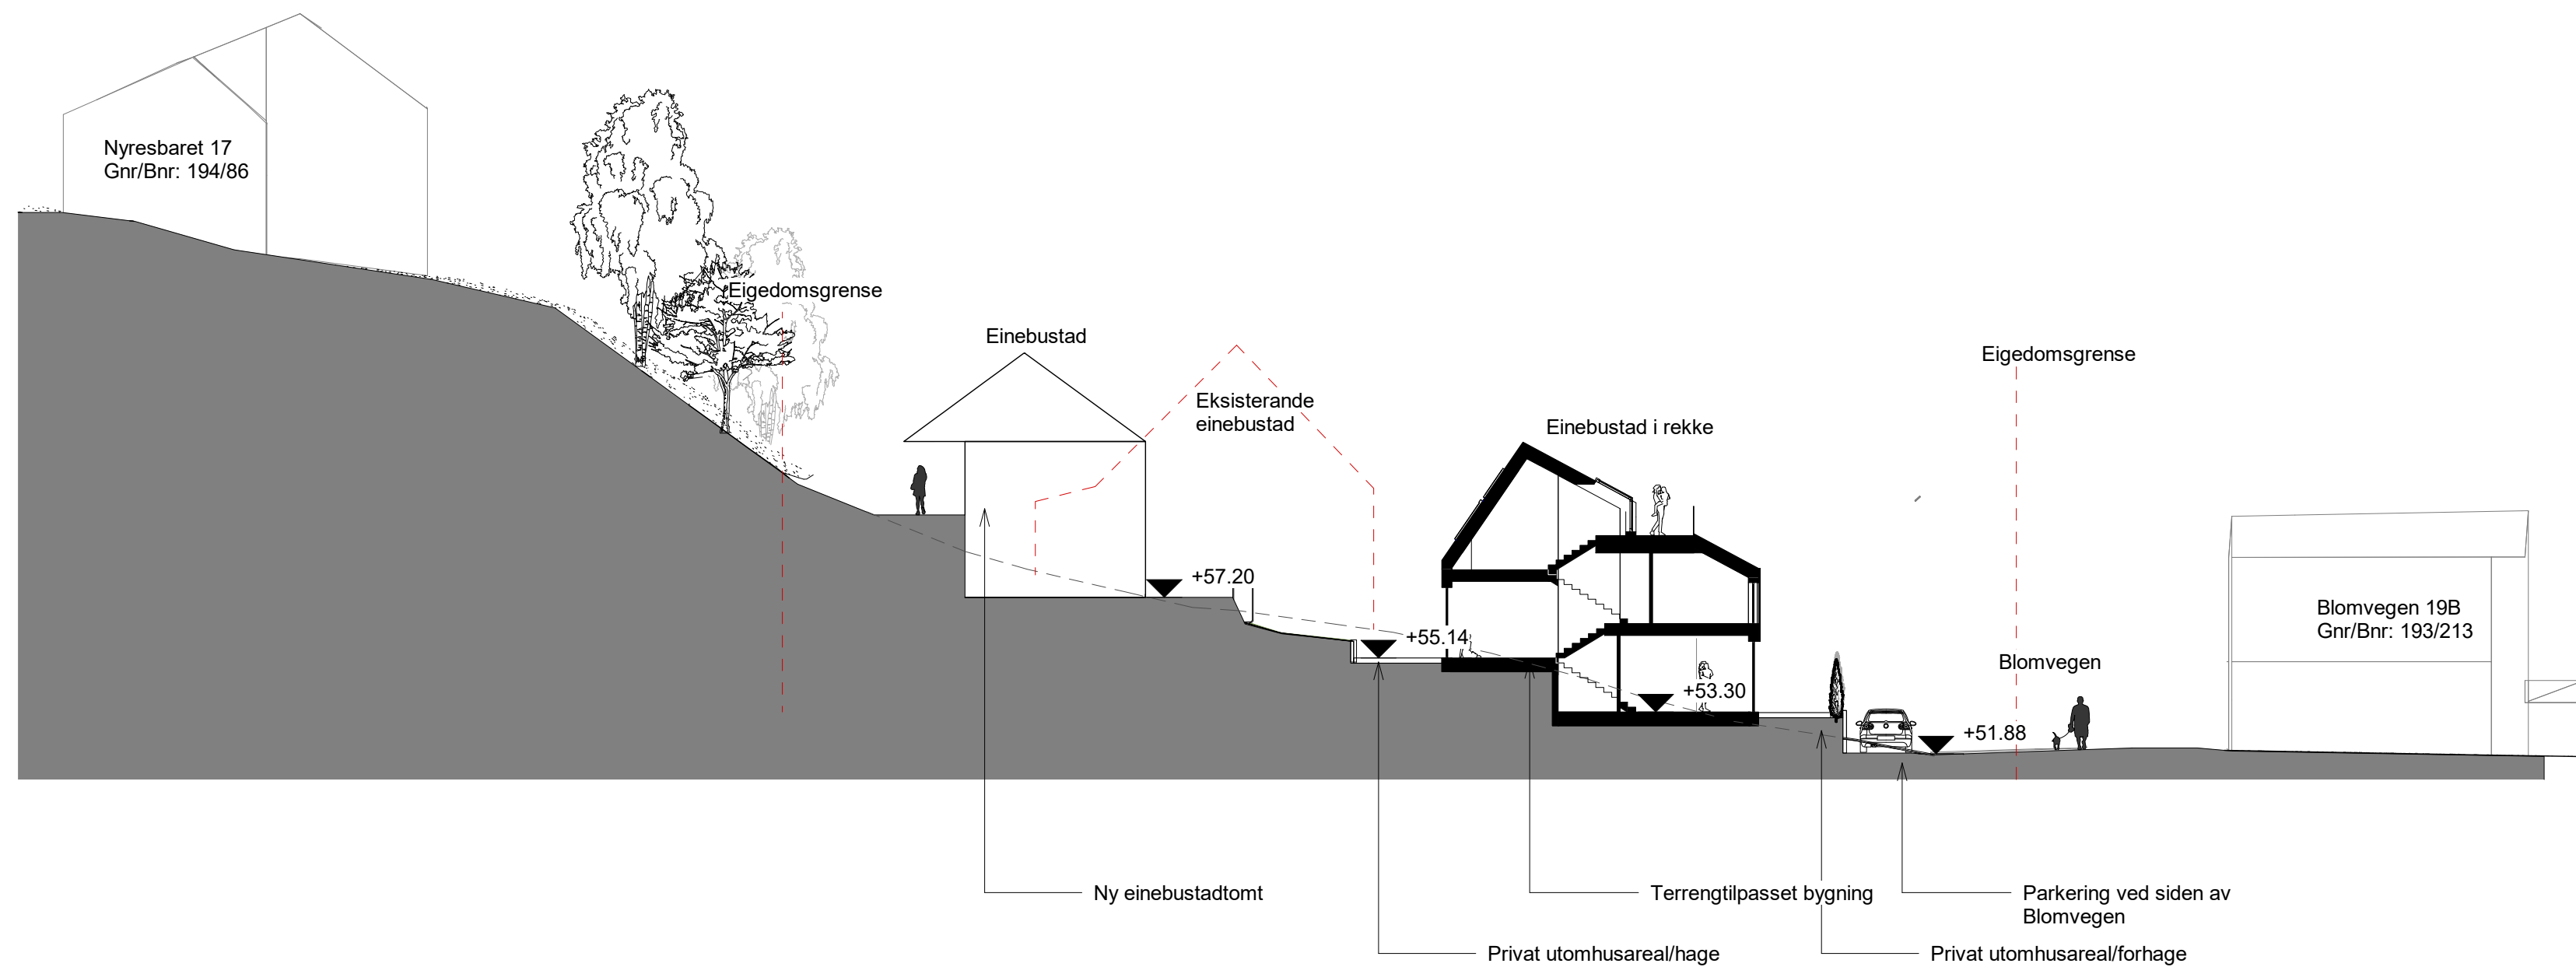 Nyresbaret 17
Gnr/Bnr: 194/86
Eigedomsgrense
Einebustad
Eksisterande
einebustad
Einebustad i rekke
Eigedomsgrense
+57.20
+55.14
+53.30
+51.88
Blomvegen
Blomvegen 19B
Gnr/Bnr: 193/213
Ny einebustadtomt
Terrengtilpasset bygning
Parkering ved siden av
Blomvegen
Privat utomhusareal/hage
Privat utomhusareal/forhage